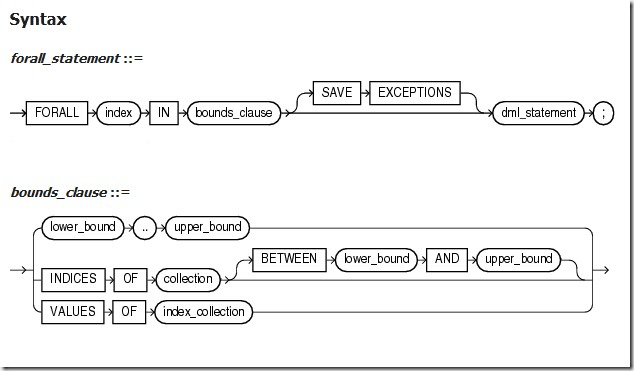 Syntax
forall_statement ::=
SAVE EXCEPTIONS
FORALL index IN bounds_clause dml_statement ;
bounds_clause ::=
lower_bound .. upper_bound
BETWEEN lower_bound AND upper_bound
INDICES OF collection
VALUES OF index_collection